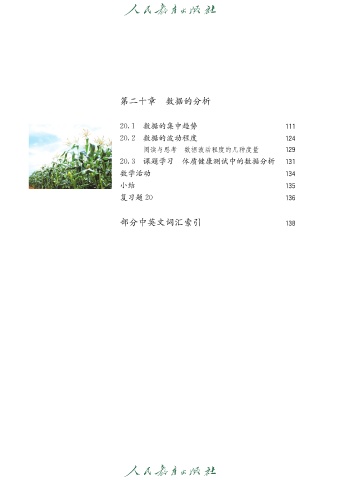 人民教育出版社
第二十章 数据的分析
20.1 数据的集中趋势 111
20.2 数据的波动程度 124
阅读与思考 数据波动程度的几种度量 129
20.3 课题学习 体质健康测试中的数据分析 131
数学活动 134
小结 135
复习题20 136
部分中英文词汇索引 138
人民教育出版社